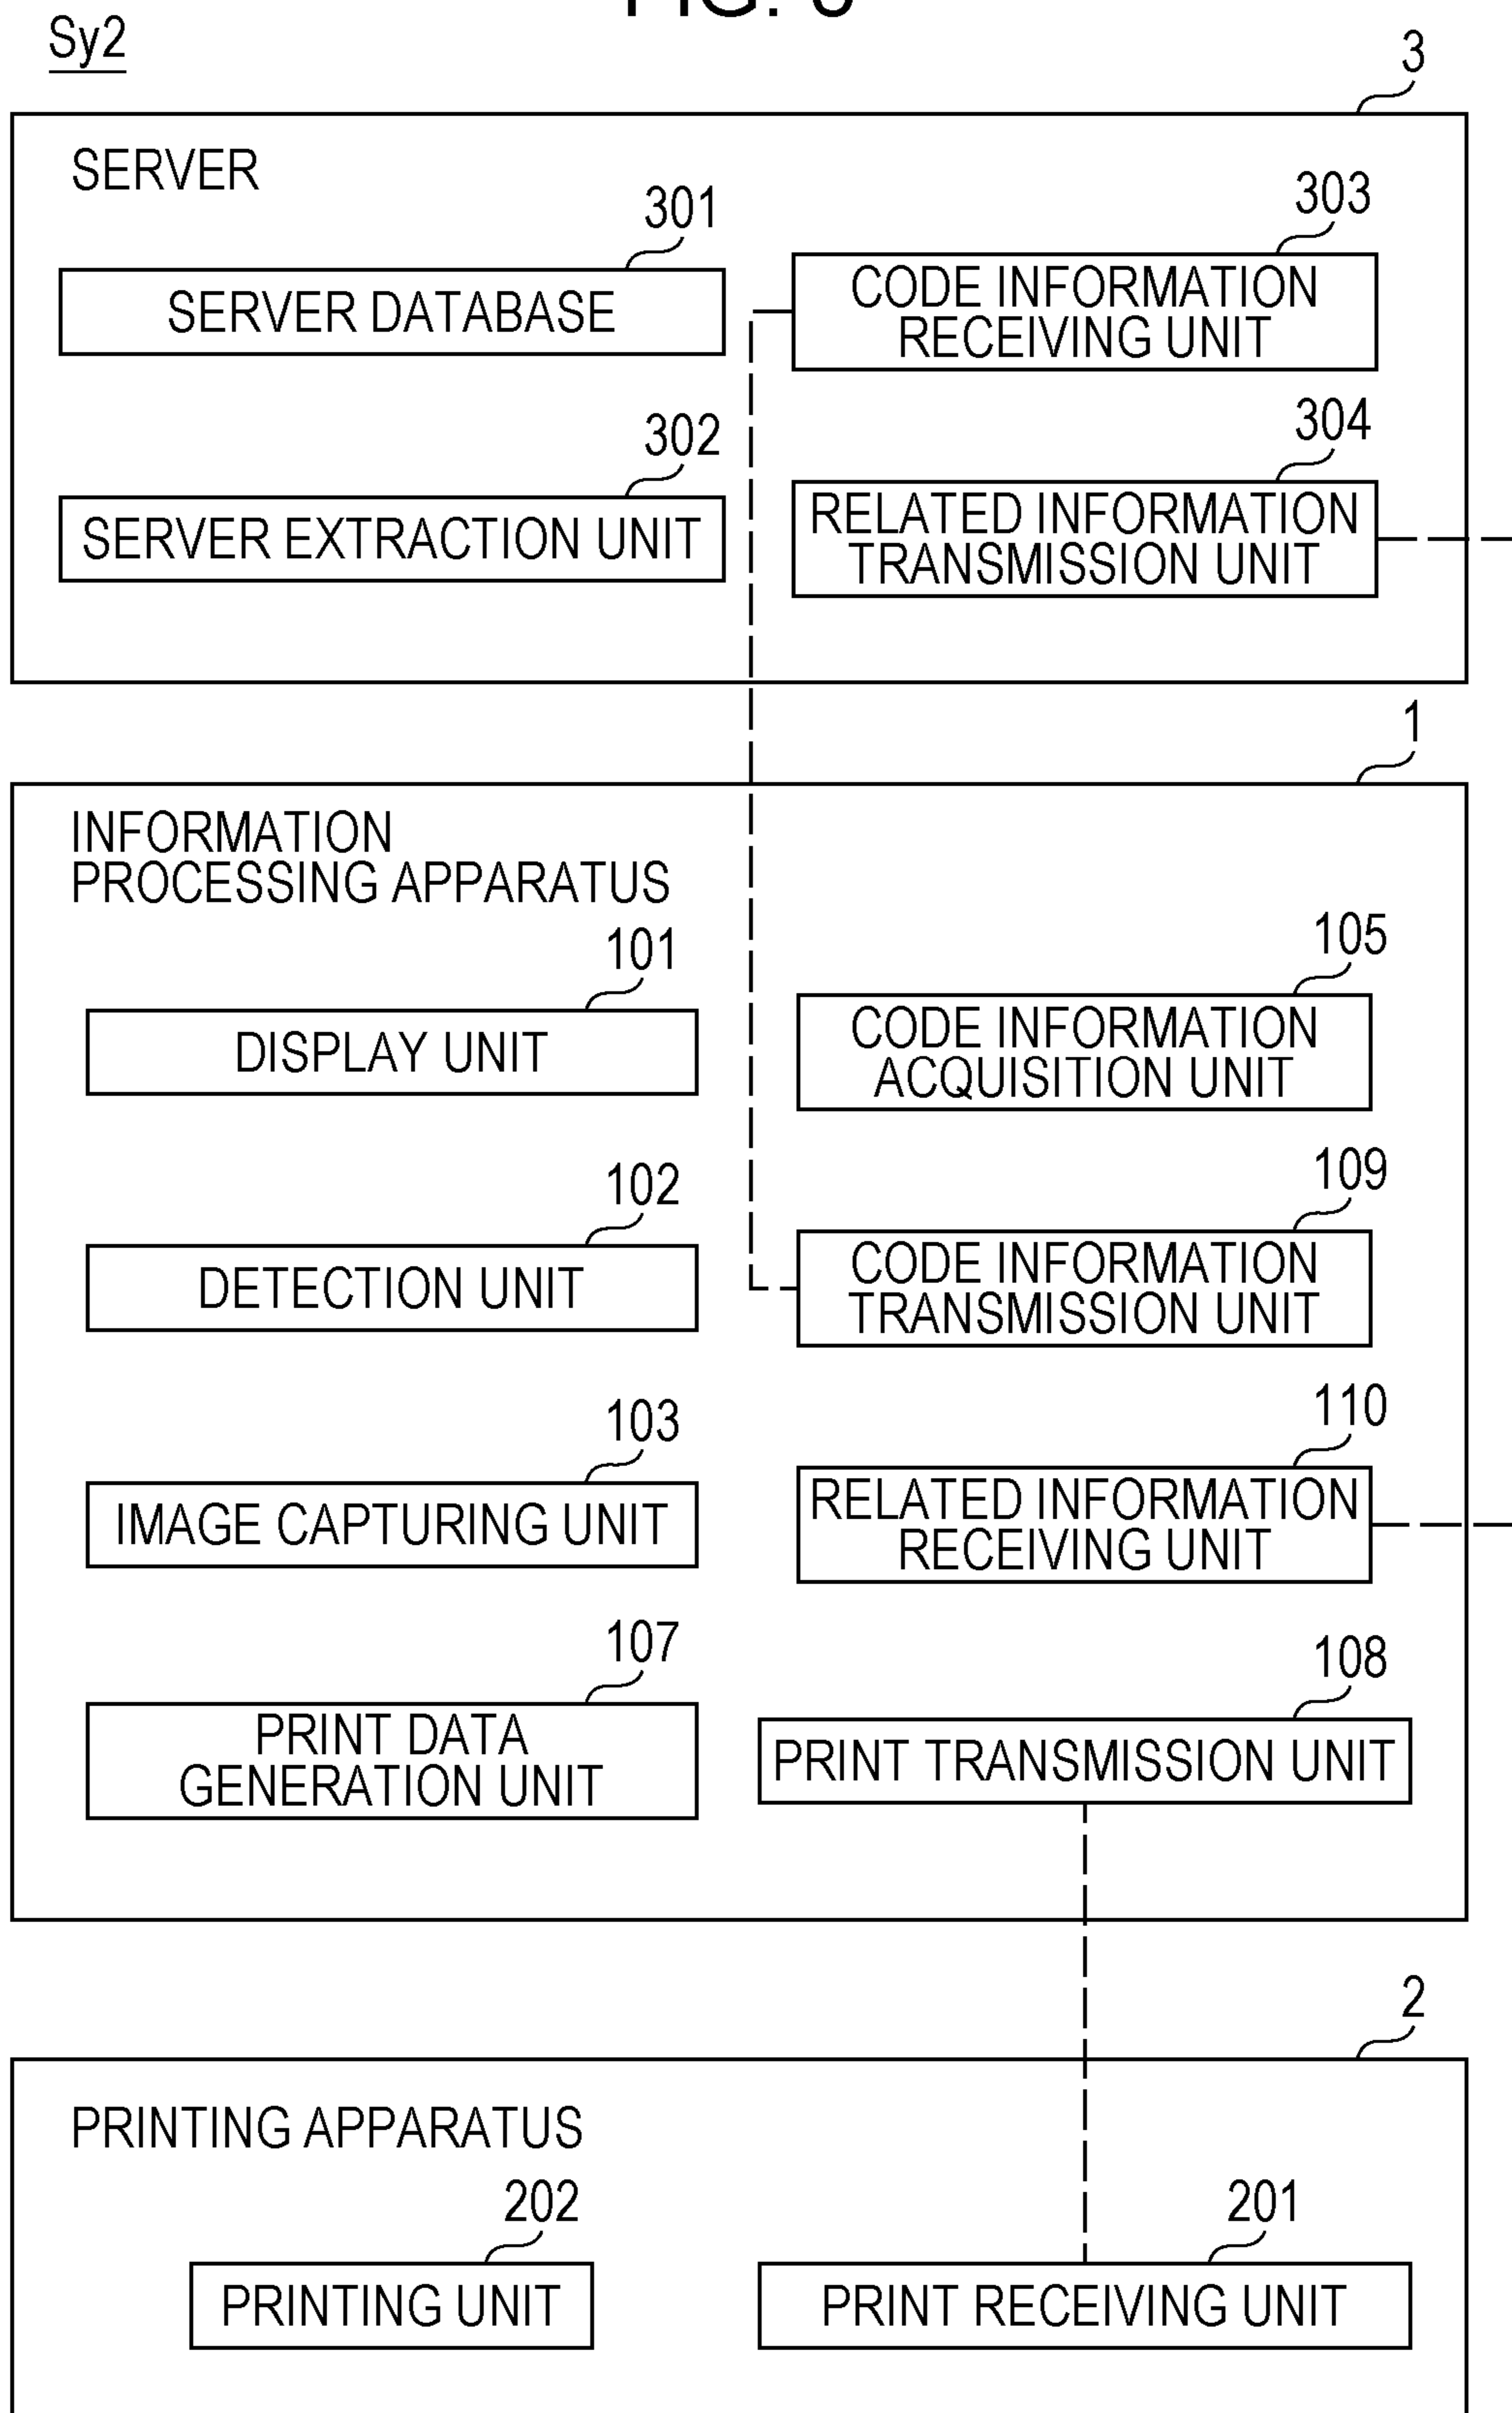 Sy2
3
SERVER
301
SERVER DATABASE
303
CODE INFORMATION
RECEIVING UNIT
302
SERVER EXTRACTION UNIT
304
RELATED INFORMATION
TRANSMISSION UNIT
1
INFORMATION
PROCESSING APPARATUS
101
DISPLAY UNIT
105
CODE INFORMATION
ACQUISITION UNIT
102
DETECTION UNIT
109
CODE INFORMATION
TRANSMISSION UNIT
103
IMAGE CAPTURING UNIT
110
RELATED INFORMATION
RECEIVING UNIT
107
PRINT DATA
GENERATION UNIT
108
PRINT TRANSMISSION UNIT
2
PRINTING APPARATUS
202
PRINTING UNIT
201
PRINT RECEIVING UNIT